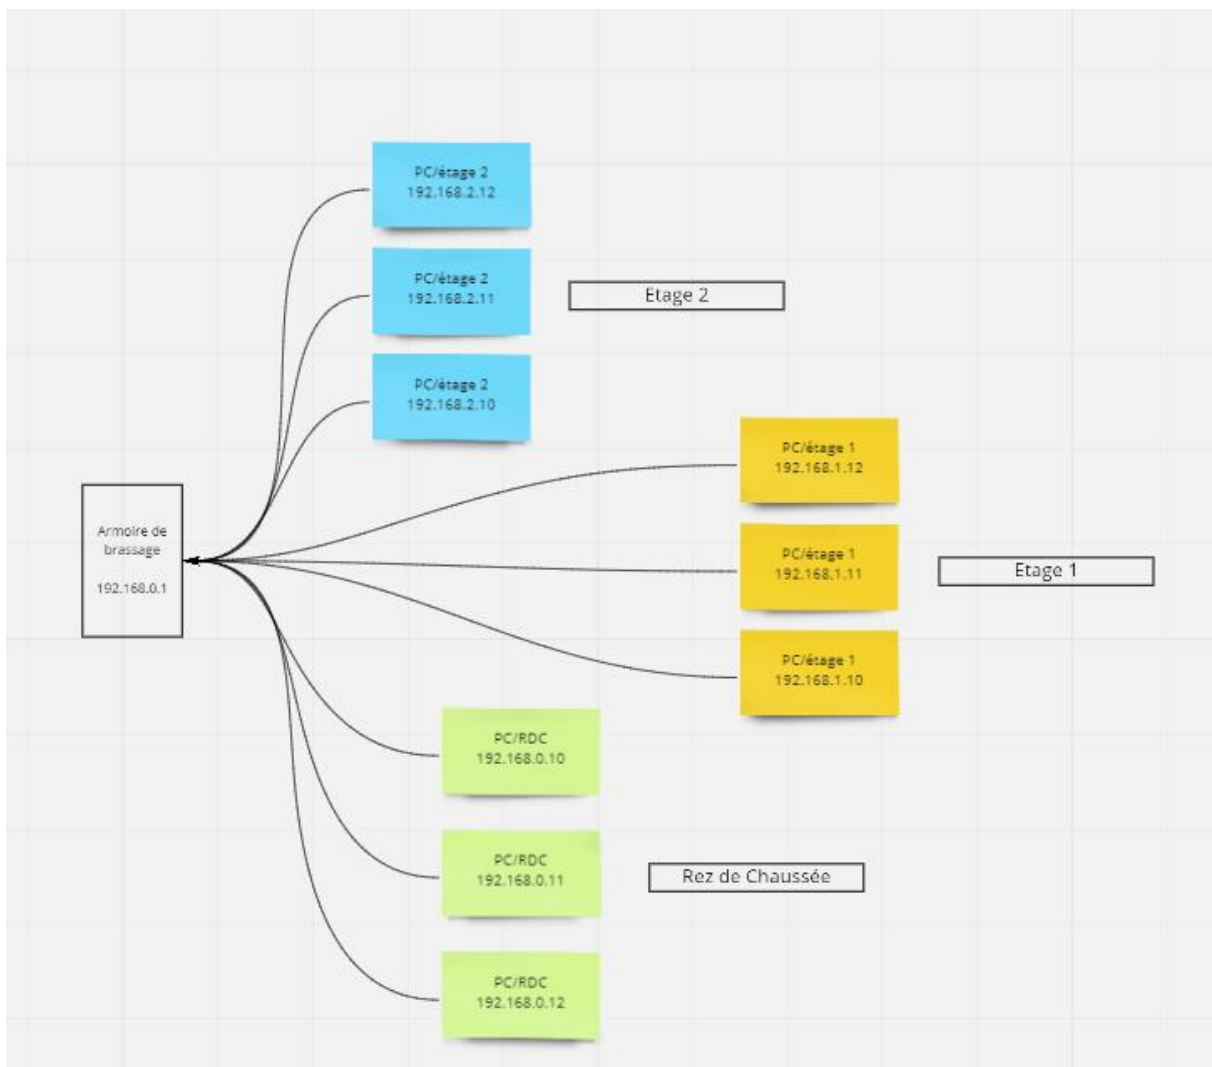 PC/étage 2
192.168.2.12
PC/étage 2
192.168.2.11
Etage 2
PC/étage 2
192.168.2.10
PC/étage 1
192.168.1.12
Armoire de
brassage
192.168.0.1
PC/étage 1
192.168.1.11
Etage 1
PC/étage 1
192.168.1.10
PC/RDC
192.168.0.10
PC/RDC
192.168.0.11
Rez de Chaussée
PC/RDC
192.168.0.12